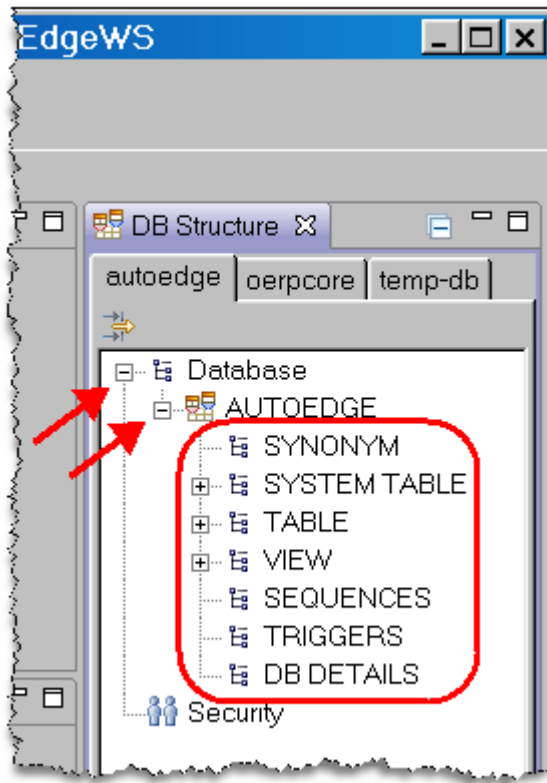 EdgeWS
DB Structure
autoedge oerpcore temp-db
Database
AUTOEDGE
SYNONYM
SYSTEM TABLE
TABLE
VIEW
SEQUENCES
TRIGGERS
DB DETAILS
Security